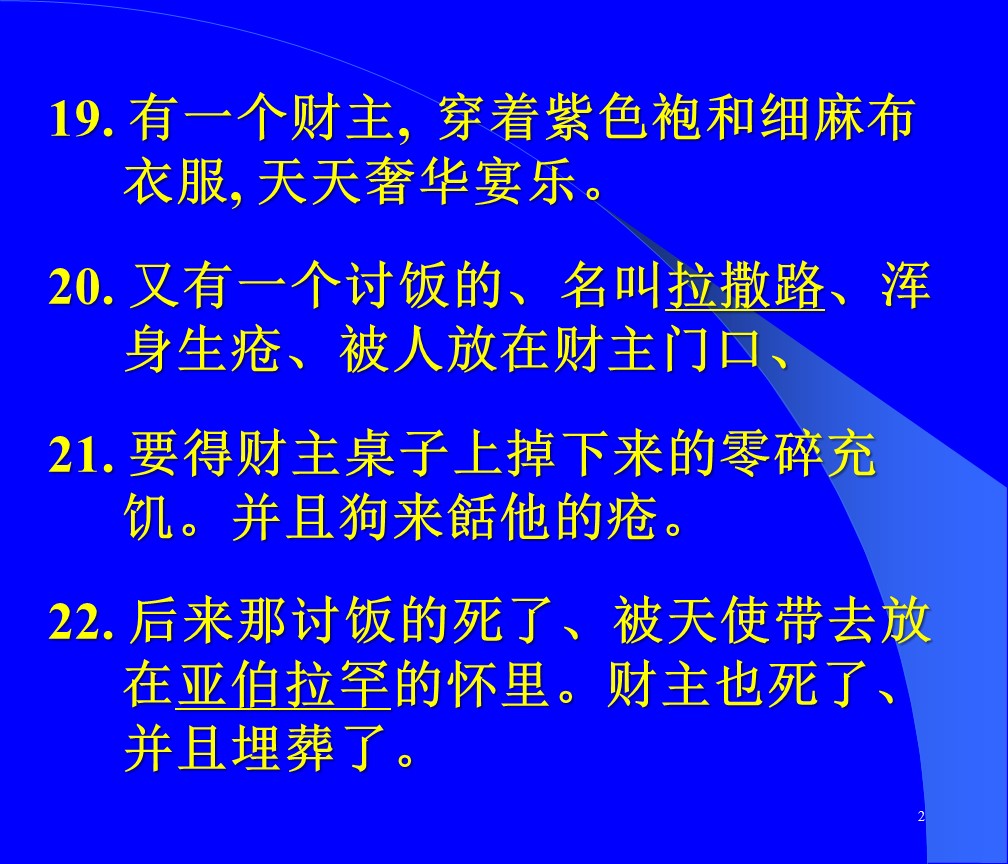 19. 有一个财主, 穿着紫色袍和细麻布
衣服, 天天奢华宴乐。
20. 又有一个讨饭的、名叫拉撒路、浑
身生疮、被人放在财主门口、
21. 要得财主桌子上掉下来的零碎充
饥。并且狗来餂他的疮。
22. 后来那讨饭的死了、被天使带去放
在亚伯拉罕的怀里。财主也死了、
并且埋葬了。
2